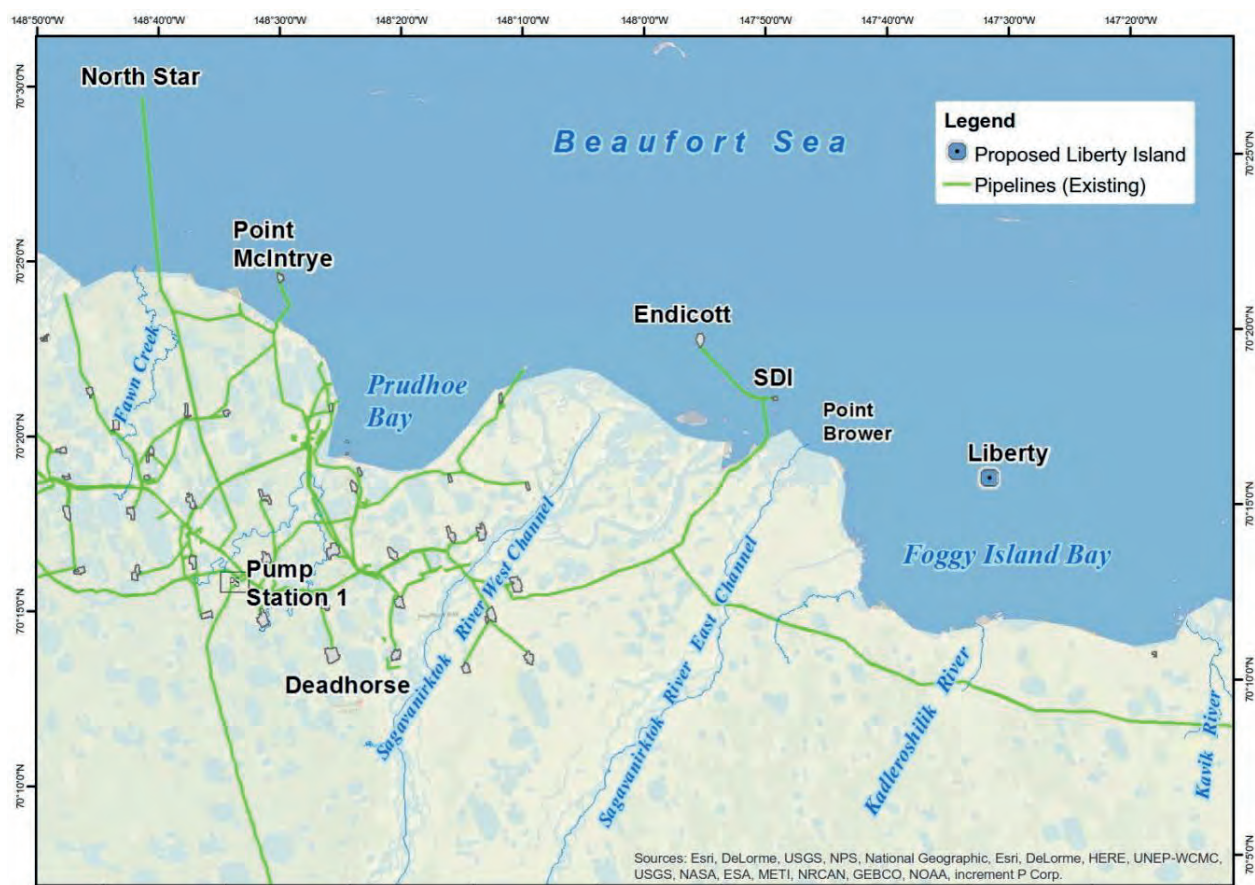 148°50'0"W
148°40'0"W
148°30'0"W
148°20'0"W
148°10'0"W
148°0'0"W
147°50'0"W
147°40'0"W
147°30'0"W
147°20'0"W
North Star
70°30'0"N
Beaufort Sea
Legend
Proposed Liberty Island
Pipelines (Existing)
70°25'0"N
Point
McIntrye
70°25'0"N
Endicott
70°20'0"N
Fawn Creek
Prudhoe
Bay
SDI
Point
Brower
70°20'0"N
Liberty
70°15'0"N
Foggy Island Bay
Pump
Station 1
PS
70°15'0"N
Sagavanirktok River West Channel
Sagavanirktok River East Channel
Deadhorse
Kadleroshilik River
Kavik River
70°10'0"N
70°10'0"N
70°5'0"N
Sources: Esri, DeLorme, USGS, NPS, National Geographic, Esri, DeLorme, HERE, UNEP-WCMC,
USGS, NASA, ESA, METI, NRCAN, GEBCO, NOAA, increment P Corp.